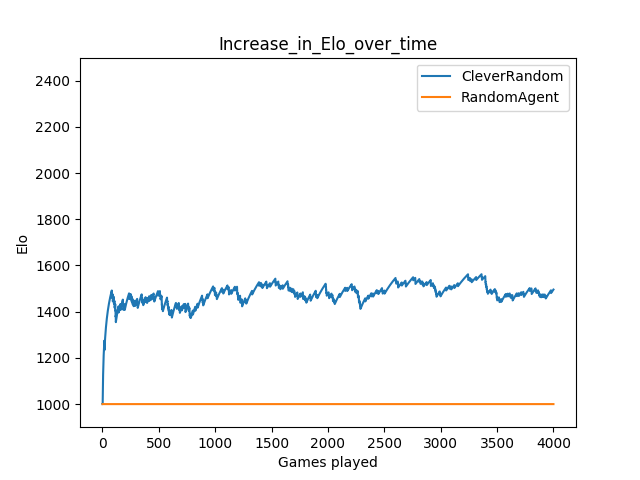 Increase_in_Elo_over_time
CleverRandom
RandomAgent
2400
2200
2000
1800
1600
1400
1200
1000
Elo
0 500 1000 1500 2000 2500 3000 3500 4000
Games played